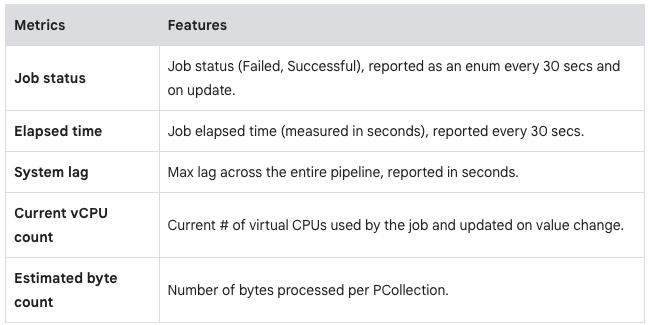 Metrics Features
Job status
Job status (Failed, Successful), reported as an enum every 30 secs and
on update.
Elapsed time
Job elapsed time (measured in seconds), reported every 30 secs.
System lag
Max lag across the entire pipeline, reported in seconds.
Current vCPU
count
Current # of virtual CPUs used by the job and updated on value change.
Estimated byte
count
Number of bytes processed per PCollection.